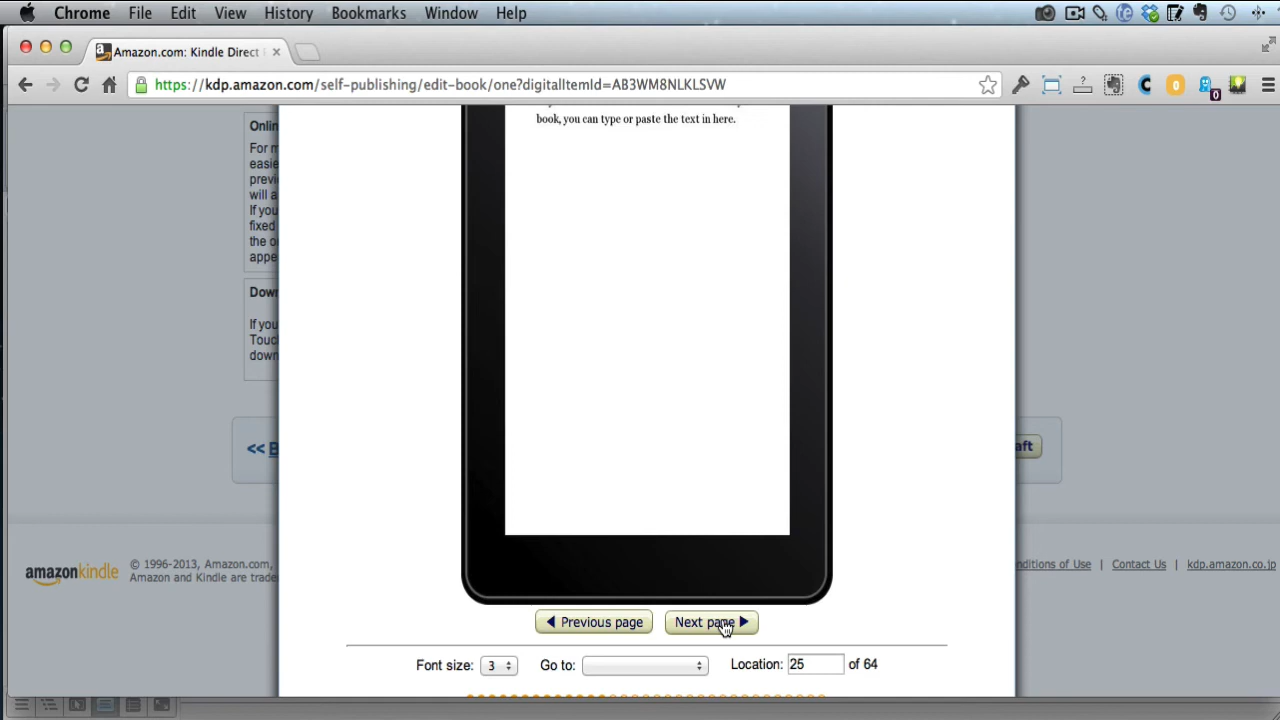 Chrome File Edit View History Bookmarks Window Help
Amazon.com: Kindle Direct
https://kdp.amazon.com/self-publishing/edit-book/one?digitalItemId=AB3WM8NLKLSVW
0
0
book, you can type or paste the text in here.
Onlin
For m
easie
previ
will a
If you
fixed
the o
appe
Down
If you
Touc
down
<< B
aft
amazonkindle
© 1996-2013, Amazon.com,
Amazon and Kindle are trade
nditions of Use | Contact Us | kdp.amazon.co.jp
Previous page Next page
Font size: 3 Go to: Location: 25 of 64